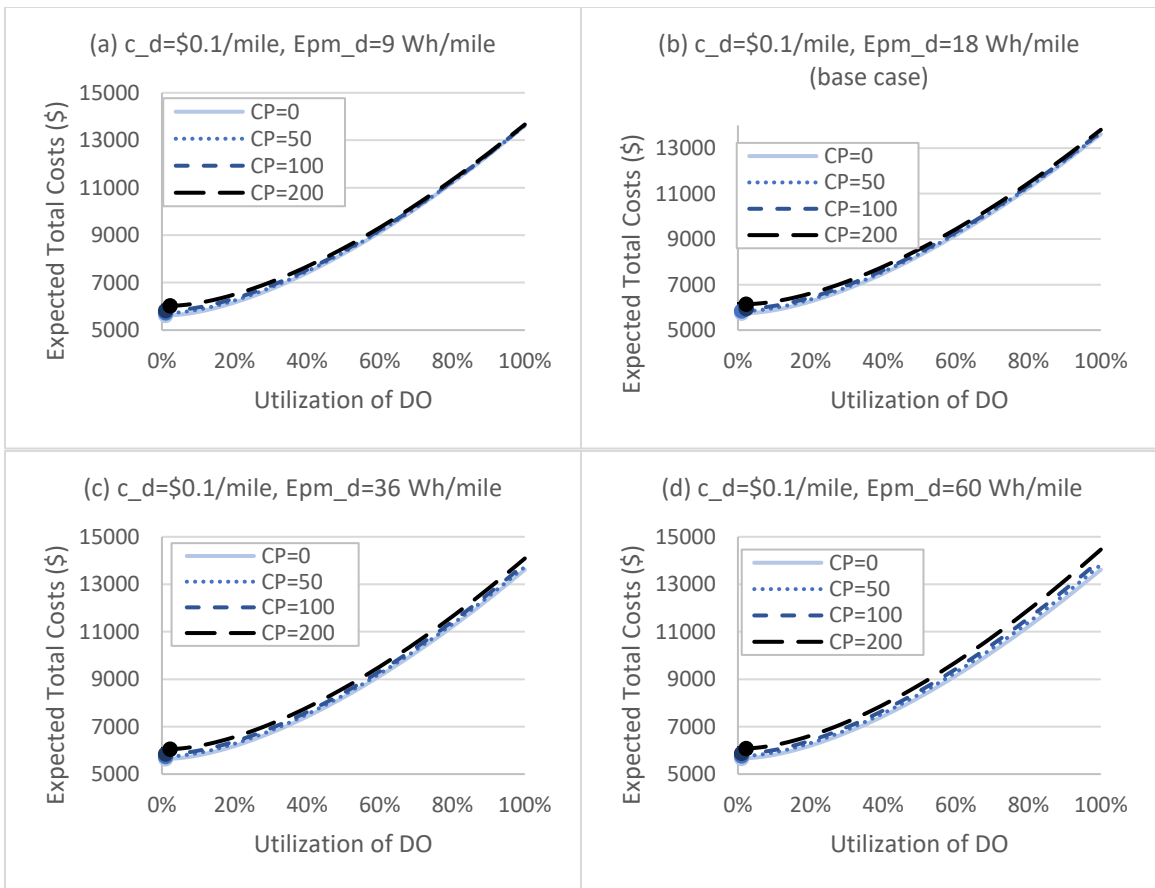 (a) c_d=$0.1/mile, Epm_d=9 Wh/mile
Expected Total Costs ($)
15000
13000
11000
9000
7000
5000
CP=0
CP=50
CP=100
CP=200
0% 20% 40% 60% 80% 100%
Utilization of DO
(b) c_d=$0.1/mile, Epm_d=18 Wh/mile
(base case)
Expected Total Costs ($)
13000
11000
9000
7000
5000
CP=0
CP=50
CP=100
CP=200
0% 20% 40% 60% 80% 100%
Utilization of DO
(c) c_d=$0.1/mile, Epm_d=36 Wh/mile
Expected Total Costs ($)
15000
13000
11000
9000
7000
5000
CP=0
CP=50
CP=100
CP=200
0% 20% 40% 60% 80% 100%
Utilization of DO
(d) c_d=$0.1/mile, Epm_d=60 Wh/mile
Expected Total Costs ($)
15000
13000
11000
9000
7000
5000
CP=0
CP=50
CP=100
CP=200
0% 20% 40% 60% 80% 100%
Utilization of DO